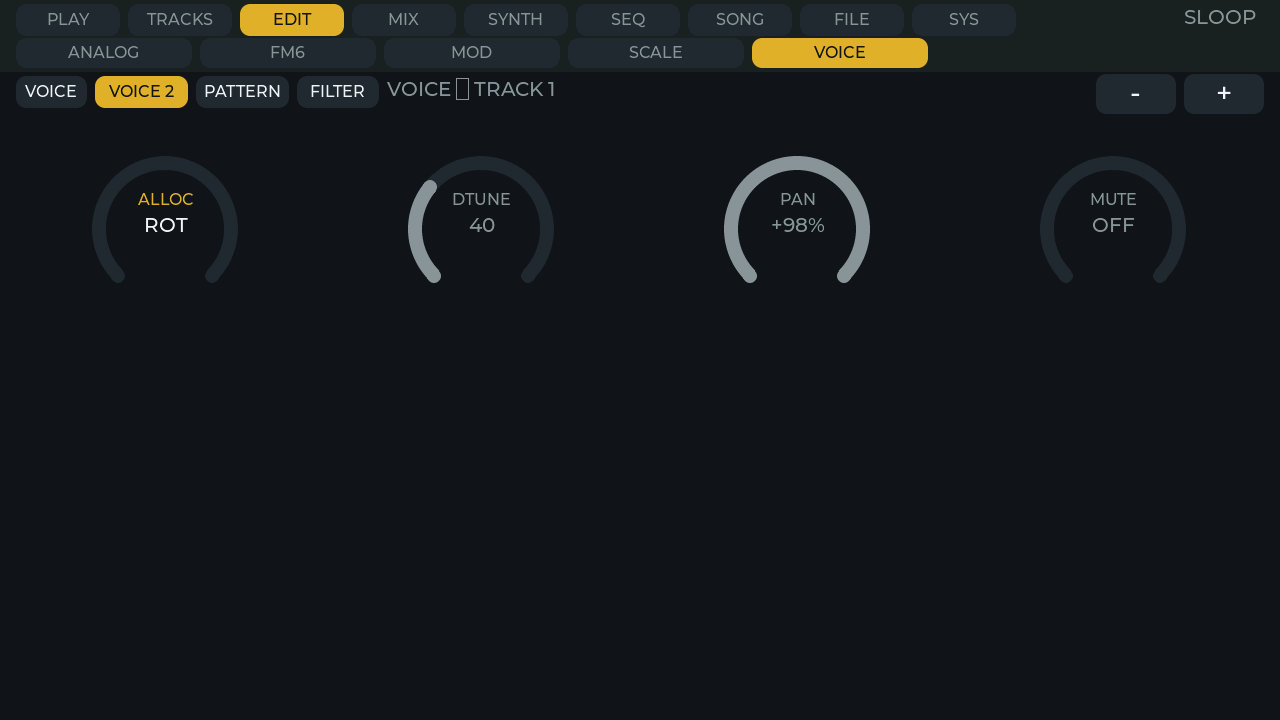 PLAY TRACKS EDIT MIX SYNTH SEQ SONG FILE SYS SLOOP
ANALOG FM6 MOD SCALE VOICE
VOICE VOICE 2 PATTERN FILTER VOICE TRACK 1 - +
ALLOC DTUNE PAN MUTE
ROT 40 +98% OFF